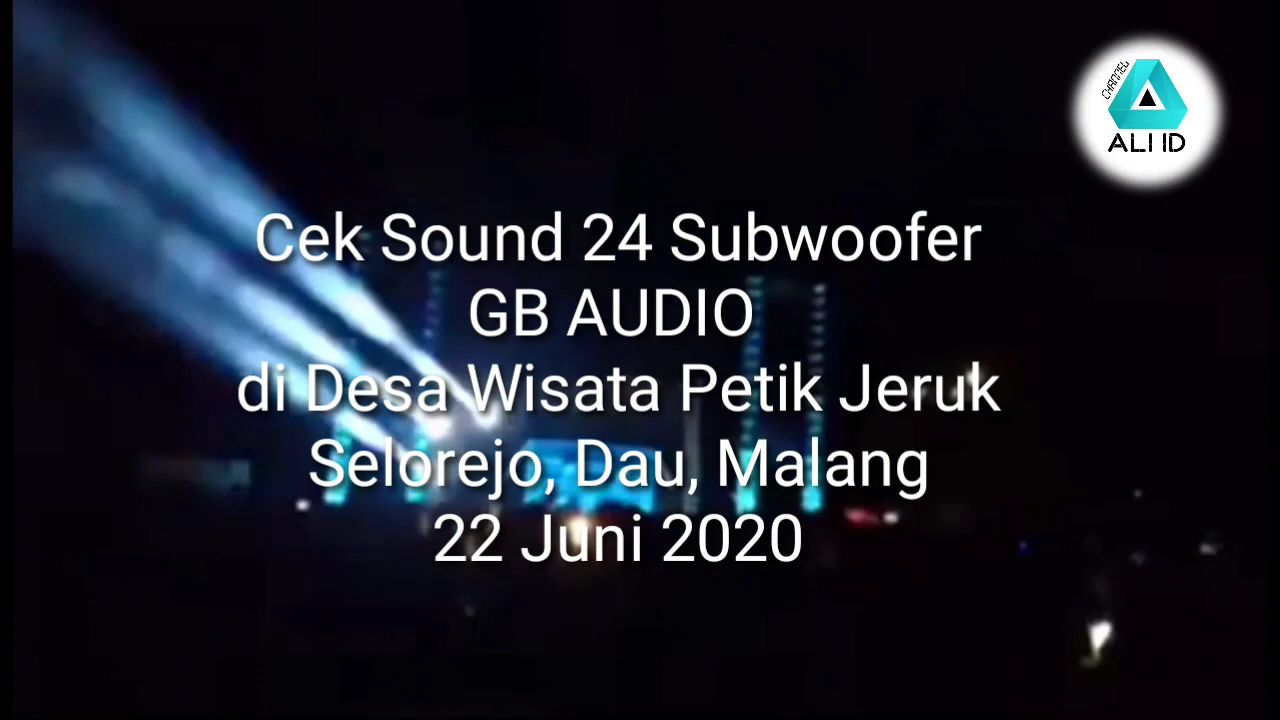 CHANNEL
ALI ID
Cek Sound 24 Subwoofer
GB AUDIO
di Desa Wisata Petik Jeruk
Selorejo, Dau, Malang
22 Juni 2020